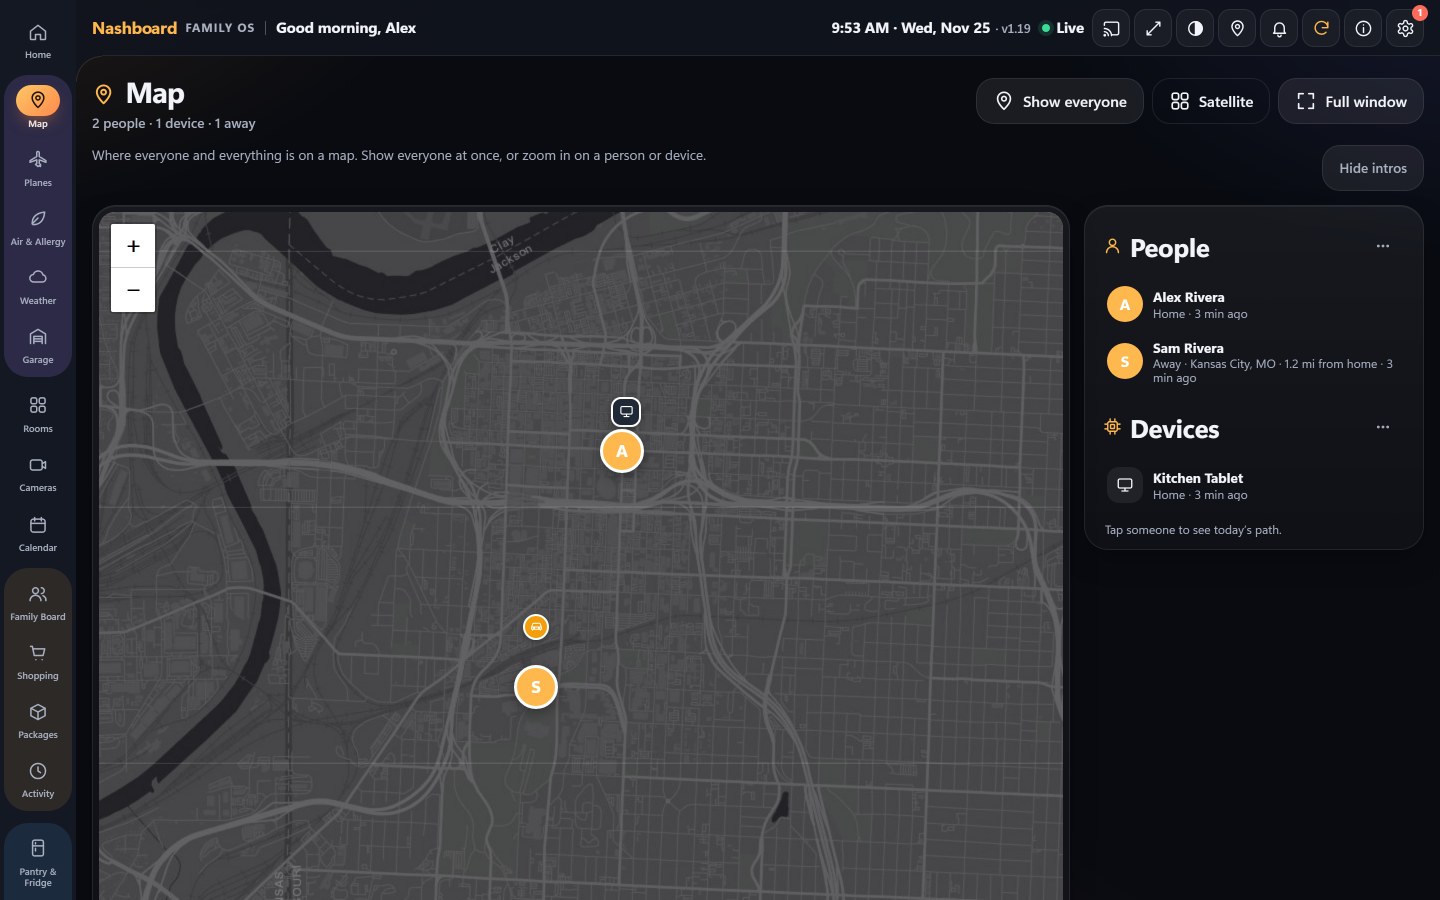 Nashboard FAMILY OS Good morning, Alex
9:53 AM · Wed, Nov 25 · v1.19 Live
1
Home
Map
Planes
Air & Allergy
Weather
Garage
Rooms
Cameras
Calendar
Family Board
Shopping
Packages
Activity
Pantry &
Fridge
Map
2 people · 1 device · 1 away
Where everyone and everything is on a map. Show everyone at once, or zoom in on a person or device.
Show everyone
Satellite
Full window
Hide intros
+
−
Clay
Jackson
A
S
People
...
A
Alex Rivera
Home · 3 min ago
S
Sam Rivera
Away · Kansas City, MO · 1.2 mi from home · 3
min ago
Devices
...
Kitchen Tablet
Home · 3 min ago
Tap someone to see today's path.